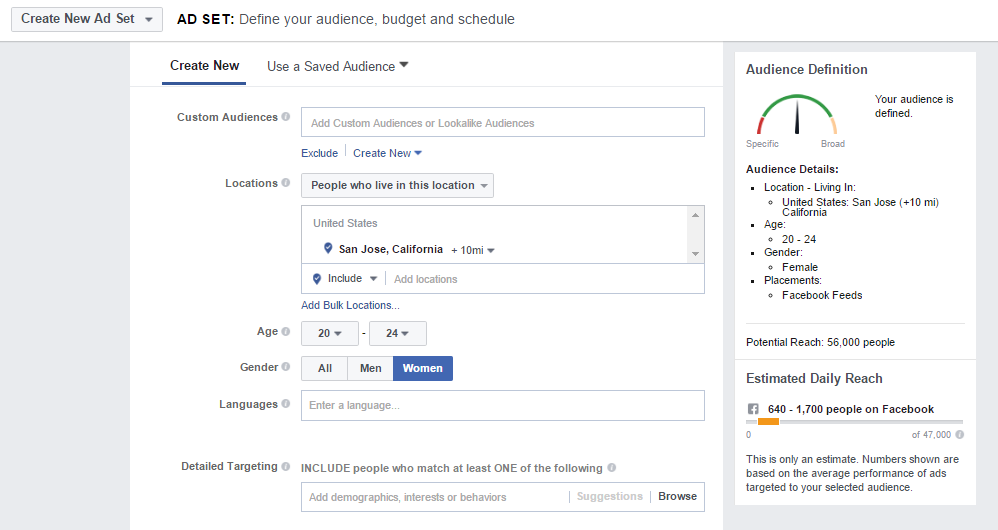 Create New Ad Set
AD SET: Define your audience, budget and schedule
Create New
Use a Saved Audience
Custom Audiences
Add Custom Audiences or Lookalike Audiences
Exclude
Create New
Locations
People who live in this location
United States
San Jose, California + 10mi
Include
Add locations
Add Bulk Locations...
Age
20 - 24
Gender
All
Men
Women
Languages
Enter a language...
Detailed Targeting
INCLUDE people who match at least ONE of the following
Add demographics, interests or behaviors
Suggestions
Browse
Audience Definition
Your audience is
defined.
Specific
Broad
Audience Details:
Location - Living In:
United States: San Jose (+10 mi)
California
Age:
20 - 24
Gender:
Female
Placements:
Facebook Feeds
Potential Reach: 56,000 people
Estimated Daily Reach
640 - 1,700 people on Facebook
0
of 47,000
This is only an estimate. Numbers shown are
based on the average performance of ads
targeted to your selected audience.